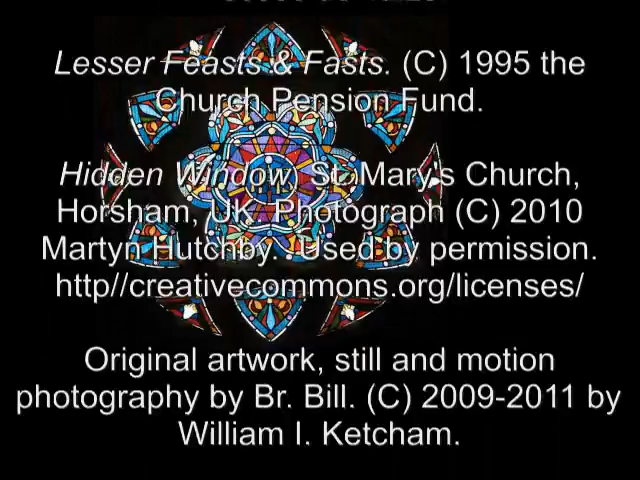 Lesser Feasts & Fasts. (C) 1995 the
Church Pension Fund.
Hidden Window, St. Mary's Church,
Horsham, UK. Photograph (C) 2010
Martyn Hutchby. Used by permission.
http//creativecommons.org/licenses/
Original artwork, still and motion
photography by Br. Bill. (C) 2009-2011 by
William I. Ketcham.